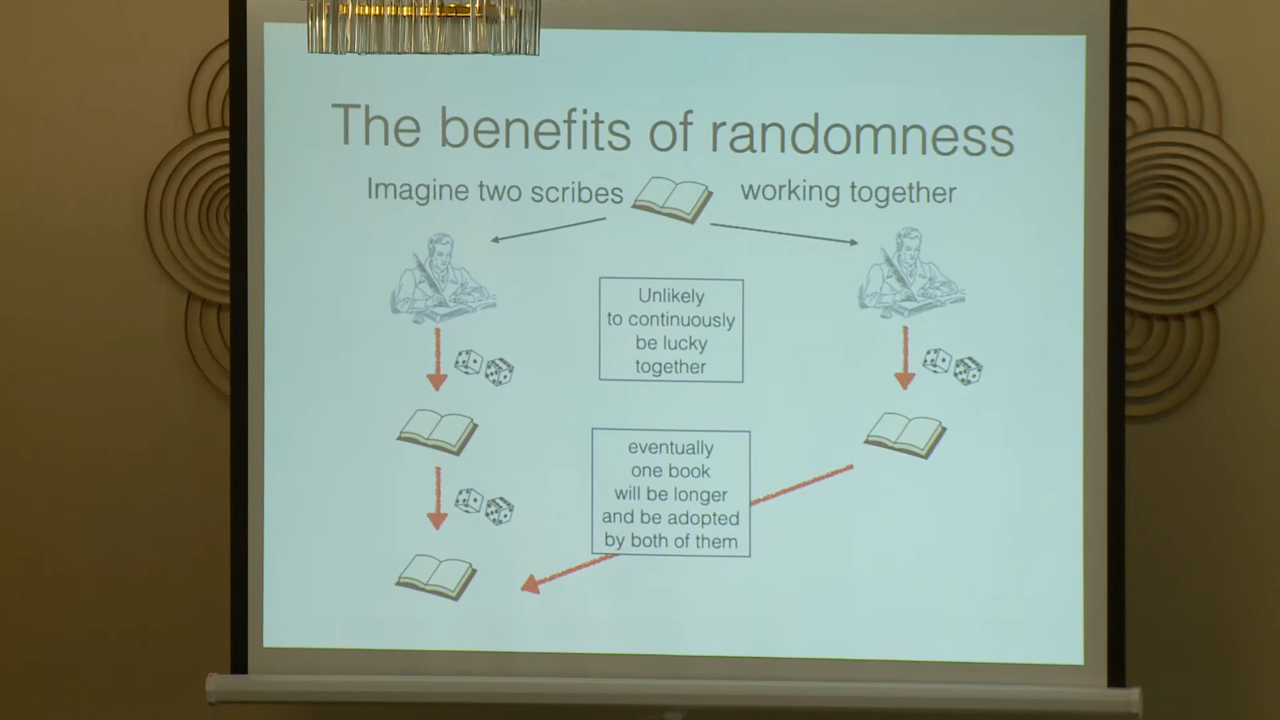 The benefits of randomness
Imagine two scribes working together
Unlikely
to continuously
be lucky
together
eventually
one book
will be longer
and be adopted
by both of them